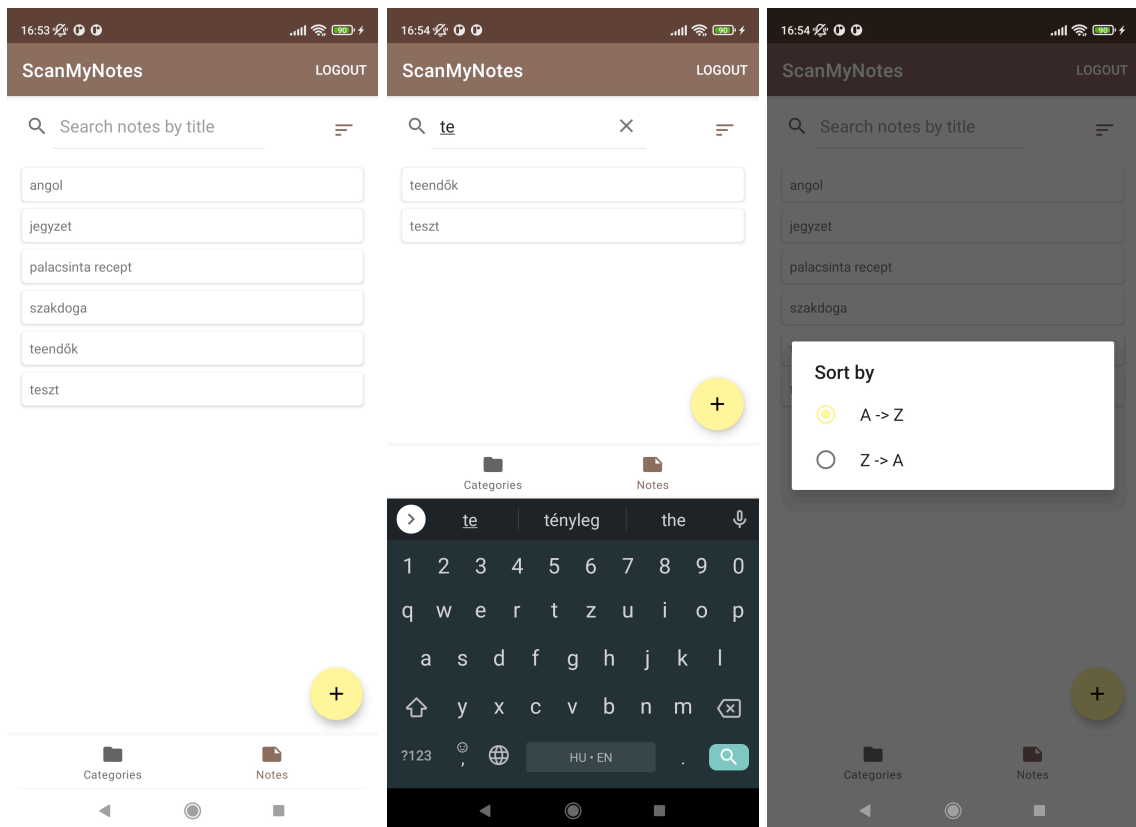 16:53
90
ScanMyNotes
LOGOUT
Search notes by title
angol
jegyzet
palacsinta recept
szakdoga
teendők
teszt
+
Categories
Notes
16:54
90
ScanMyNotes
LOGOUT
te
teendők
teszt
+
Categories
Notes
te tényleg the
1 2 3 4 5 6 7 8 9 0
q w e r t z u i o p
a s d f g h j k l
y x c v b n m
?123 , HU • EN .
16:54
90
ScanMyNotes
LOGOUT
Search notes by title
angol
jegyzet
palacsinta recept
szakdoga
Sort by
A -> Z
Z -> A
+
Categories
Notes